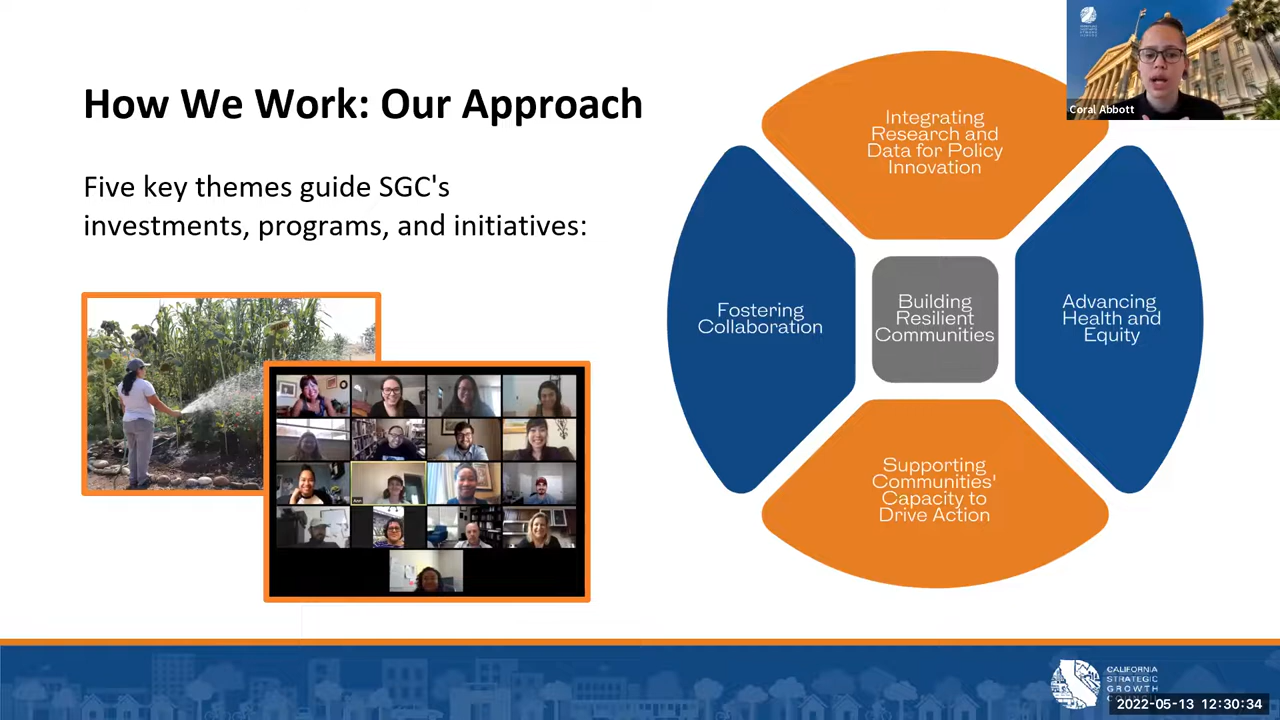 How We Work: Our Approach
Five key themes guide SGC's
investments, programs, and initiatives:
Integrating
Research and
Data for Policy
Innovation
Fostering
Collaboration
Building
Resilient
Communities
Advancing
Health and
Equity
Supporting
Communities'
Capacity to
Drive Action
Coral Abbott
CALIFORNIA
STRATEGIC
GROWTH
COUNCIL
2022-05-13 12:30:34